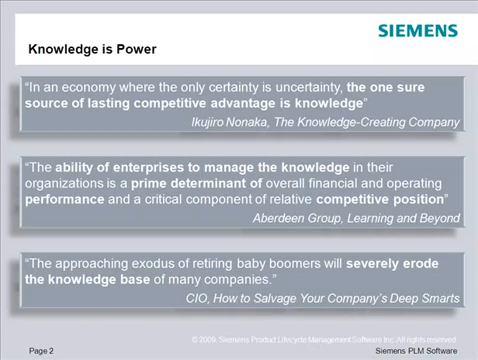 SIEMENS
Knowledge is Power
“In an economy where the only certainty is uncertainty, the one sure
source of lasting competitive advantage is knowledge”
Ikujiro Nonaka, The Knowledge-Creating Company
“The ability of enterprises to manage the knowledge in their
organizations is a prime determinant of overall financial and operating
performance and a critical component of relative competitive position”
Aberdeen Group, Learning and Beyond
“The approaching exodus of retiring baby boomers will severely erode
the knowledge base of many companies.”
CIO, How to Salvage Your Company’s Deep Smarts
© 2009. Siemens Product Lifecycle Management Software Inc. All rights reserved
Page 2
Siemens PLM Software